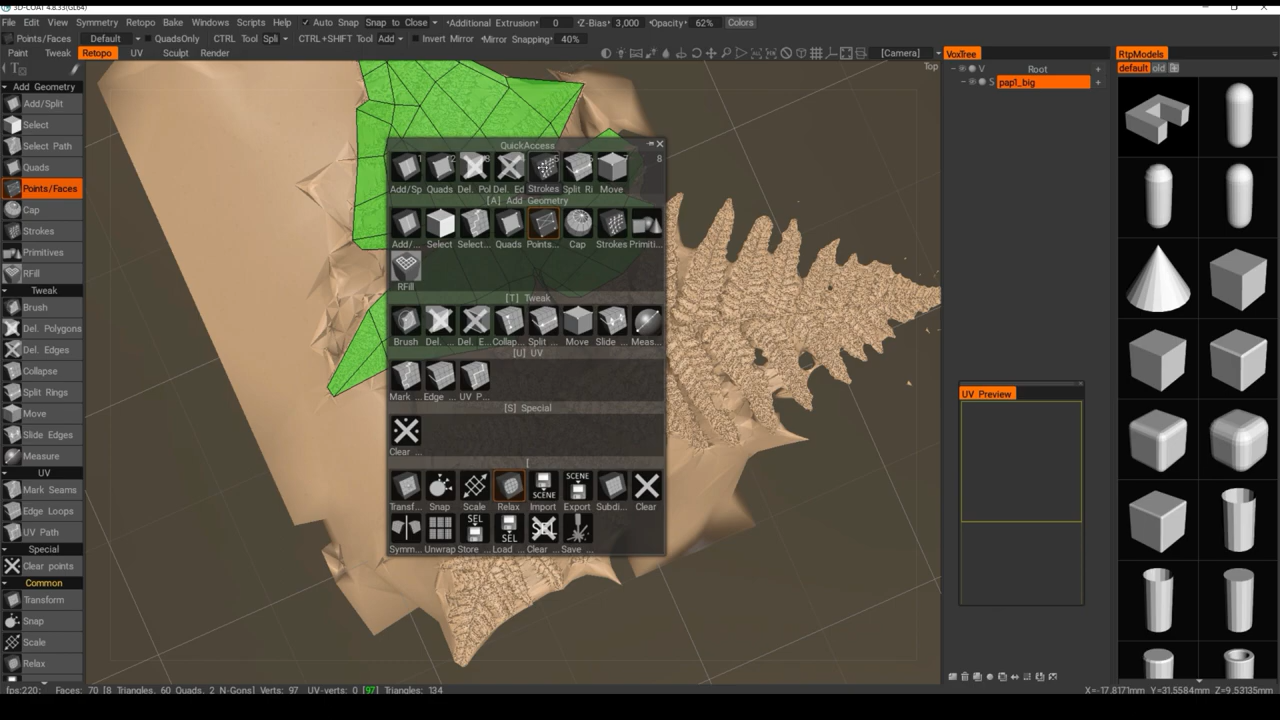 3D-COAT 4.8.33(GL64)
File Edit View Symmetry Retopo Bake Windows Scripts Help Auto Snap Snap to Close Additional Extrusion: 0 Z-Bias: 3,000 Opacity: 62% Colors
Points/Faces Default QuadsOnly CTRL Tool Spli CTRL+SHIFT Tool Add Invert Mirror Mirror Snapping: 40%
Paint Tweak Retopo UV Sculpt Render [Camera] VoxTree RtpModels
Top
Root
pap1_big
default old
Add Geometry
Add/Split
Select
Select Path
Quads
Points/Faces
Cap
Strokes
Primitives
RFill
Tweak
Brush
Del. Polygons
Del. Edges
Collapse
Split Rings
Move
Slide Edges
Measure
UV
Mark Seams
Edge Loops
UV Path
Special
Clear points
Common
Transform
Snap
Scale
Relax
QuickAccess
8
Add/Sp Quads Del. Pol Del. Ed Strokes Split Ri Move
[A] Add Geometry
Add/... Select Select... Quads Points... Cap Strokes Primiti...
RFill
[T] Tweak
Brush Del. ... Del. E... Collap... Split ... Move Slide ... Meas...
[U] UV
Mark ... Edge ... UV P...
[S] Special
Clear ...
[
SCENE SCENE
Transf... Snap Scale Relax Import Export Subdi... Clear
SEL SEL SEL
Symm... Unwrap Store ... Load ... Clear ... Save ...
UV Preview
fps:220; Faces: 70 [8 Triangles, 60 Quads, 2 N-Gons] Verts: 97 UV-verts: 0 [97] Triangles: 134
X=-17.8171mm Y=31.5584mm Z=9.53135mm